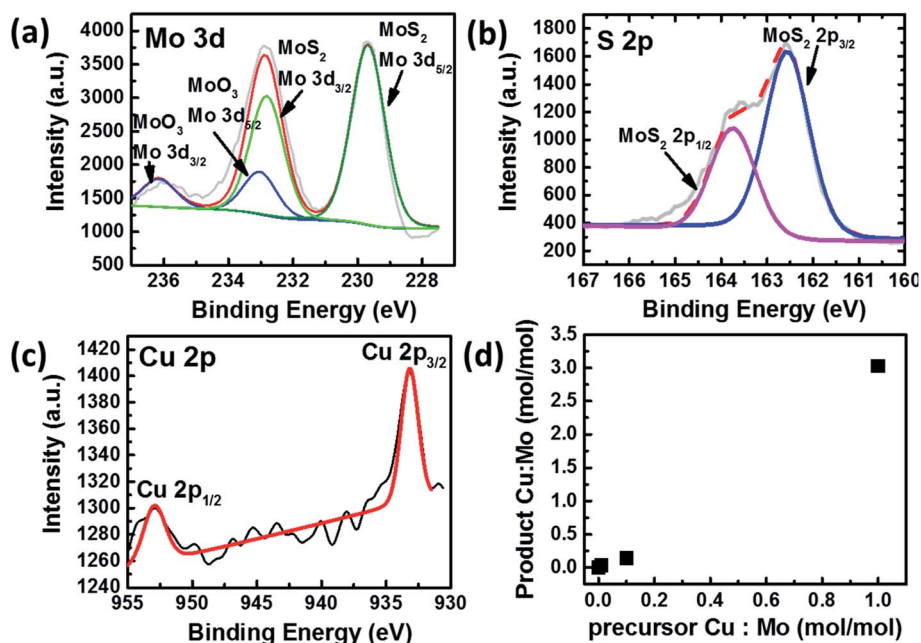 (a)
Mo 3d
MoS2
Mo 3d5/2
MoS2
Mo 3d3/2
MoO3
Mo 3d5/2
MoO3
Mo 3d3/2
4000
3500
3000
2500
2000
1500
1000
500
Intensity (a.u.)
236 234 232 230 228
Binding Energy (eV)
(b)
S 2p
MoS2 2p3/2
MoS2 2p1/2
1800
1600
1400
1200
1000
800
600
400
200
0
Intensity (a.u.)
167 166 165 164 163 162 161 160
Binding Energy (eV)
(c)
Cu 2p
Cu 2p3/2
Cu 2p1/2
1420
1400
1380
1360
1340
1320
1300
1280
1260
1240
Intensity (a.u.)
955 950 945 940 935 930
Binding Energy (eV)
(d)
3.5
3.0
2.5
2.0
1.5
1.0
0.5
0.0
Product Cu:Mo (mol/mol)
0.0 0.2 0.4 0.6 0.8 1.0
precursor Cu : Mo (mol/mol)